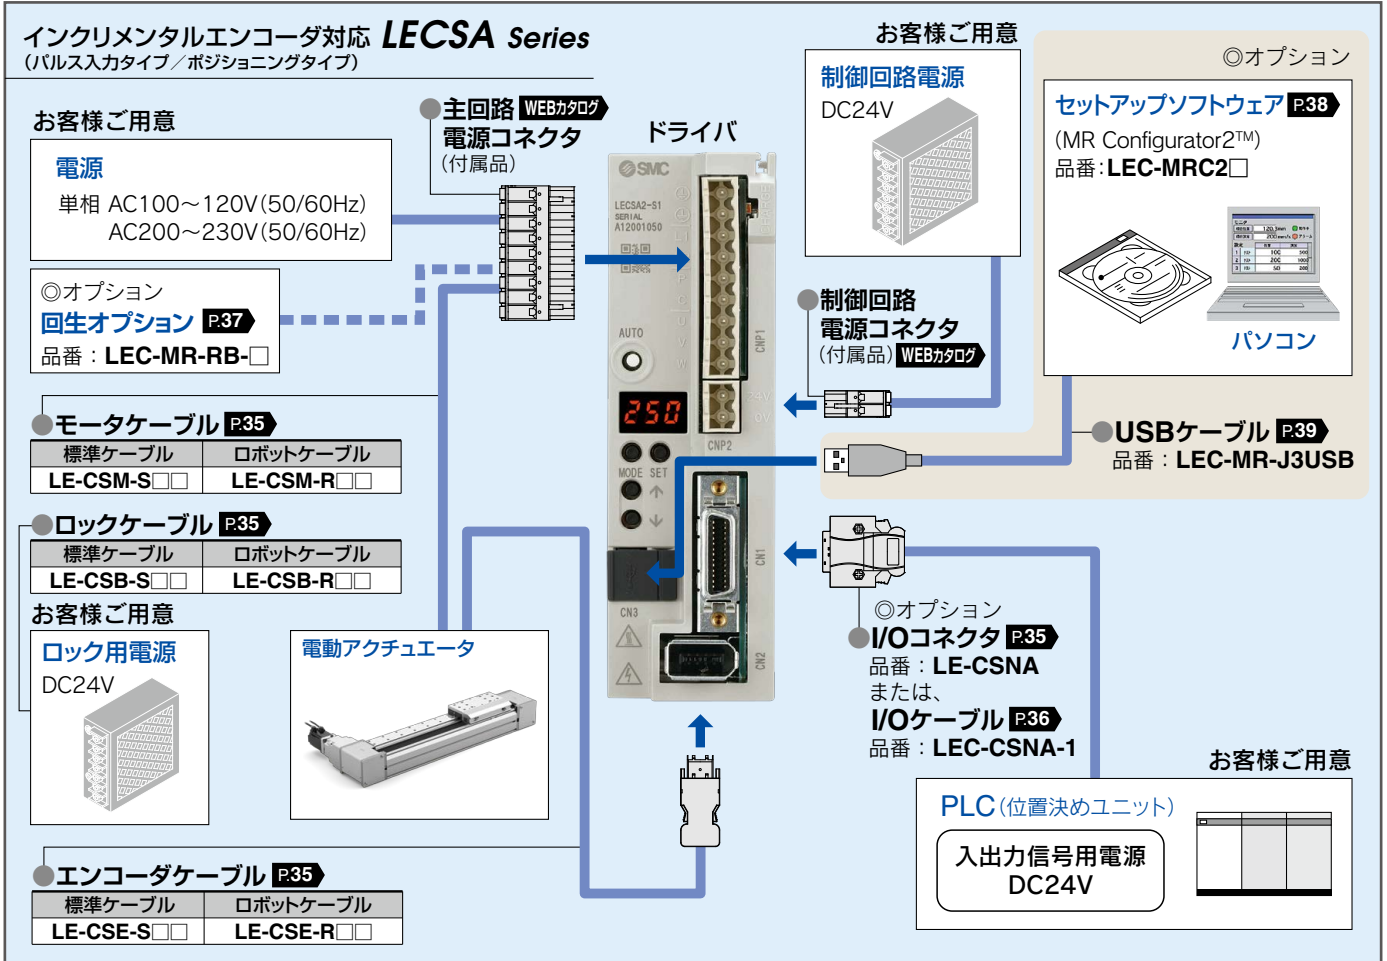 インクリメンタルエンコーダ対応 LECSA Series
(パルス入力タイプ／ポジショニングタイプ)
お客様ご用意
電源
単相 AC100〜120V(50/60Hz)
AC200〜230V(50/60Hz)
◎オプション
回生オプション P.37
品番：LEC-MR-RB-□
●主回路 WEBカタログ
電源コネクタ
(付属品)
ドライバ
SMC
LECSA2-S1
SERIAL
A12001050
AUTO
250
MODE SET
CNP1
24V
0V
CNP2
CN1
CN3
CN2
お客様ご用意
制御回路電源
DC24V
●制御回路
電源コネクタ
(付属品) WEBカタログ
◎オプション
セットアップソフトウェア P.38
(MR Configurator2™)
品番：LEC-MRC2□
パソコン
●USBケーブル P.39
品番：LEC-MR-J3USB
●モータケーブル P.35
標準ケーブル ロボットケーブル
LE-CSM-S□□ LE-CSM-R□□
●ロックケーブル P.35
標準ケーブル ロボットケーブル
LE-CSB-S□□ LE-CSB-R□□
お客様ご用意
ロック用電源
DC24V
電動アクチュエータ
◎オプション
●I/Oコネクタ P.35
品番：LE-CSNA
または、
I/Oケーブル P.36
品番：LEC-CSNA-1
お客様ご用意
PLC(位置決めユニット)
入出力信号用電源
DC24V
●エンコーダケーブル P.35
標準ケーブル ロボットケーブル
LE-CSE-S□□ LE-CSE-R□□